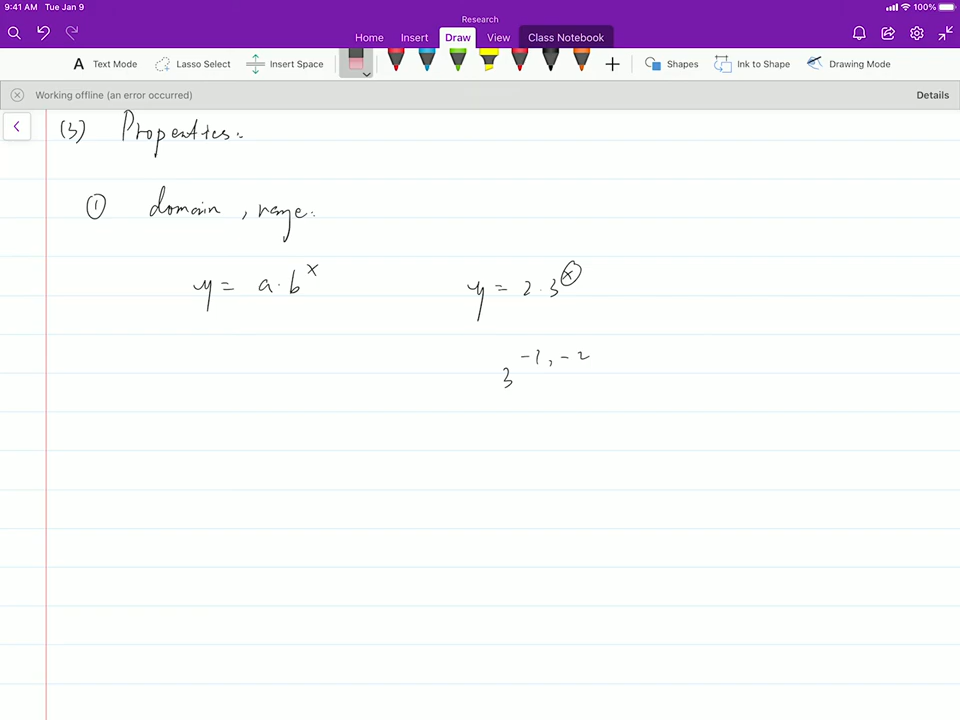 9:41 AM Tue Jan 9 100%
Research
Home Insert Draw View Class Notebook
Text Mode Lasso Select Insert Space Shapes Ink to Shape Drawing Mode
Working offline (an error occurred) Details
(3) Properties:
① domain, range:
y = a · b^x y = 2 · 3^x
3^-1, -2